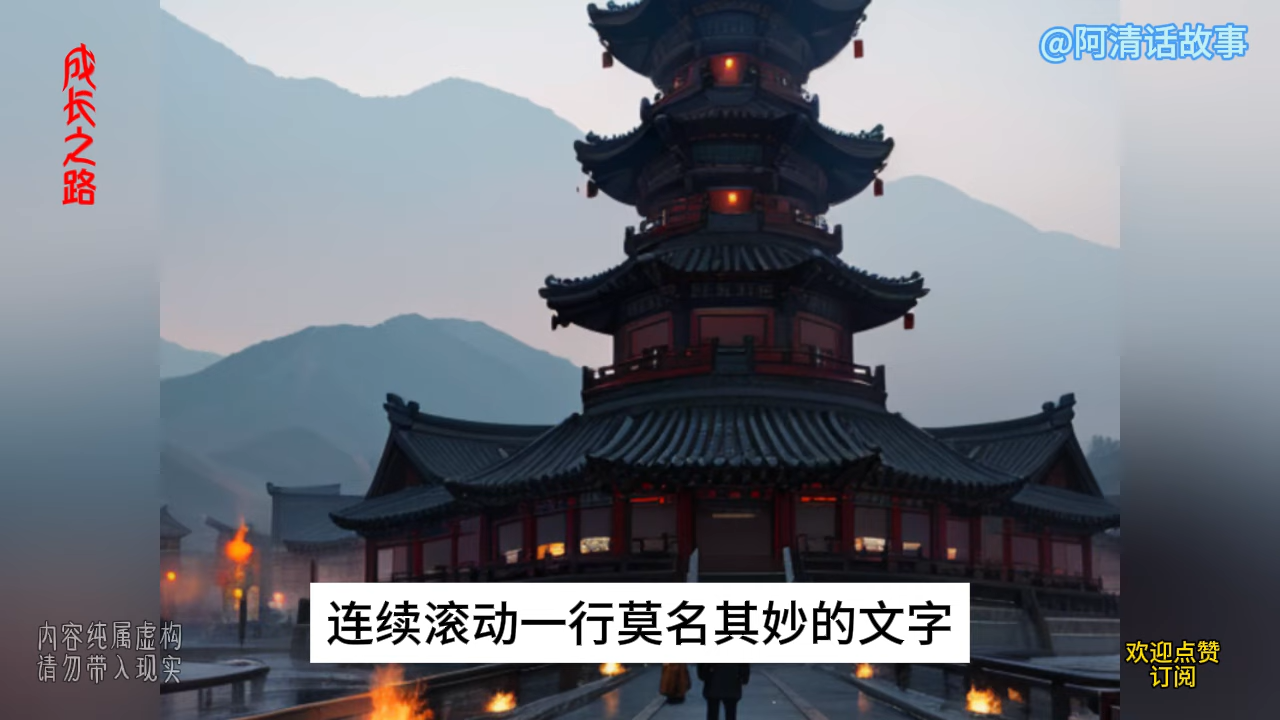 成长之路
@阿清话故事
连续滚动一行莫名其妙的文字
内容纯属虚构
请勿带入现实
欢迎点赞
订阅